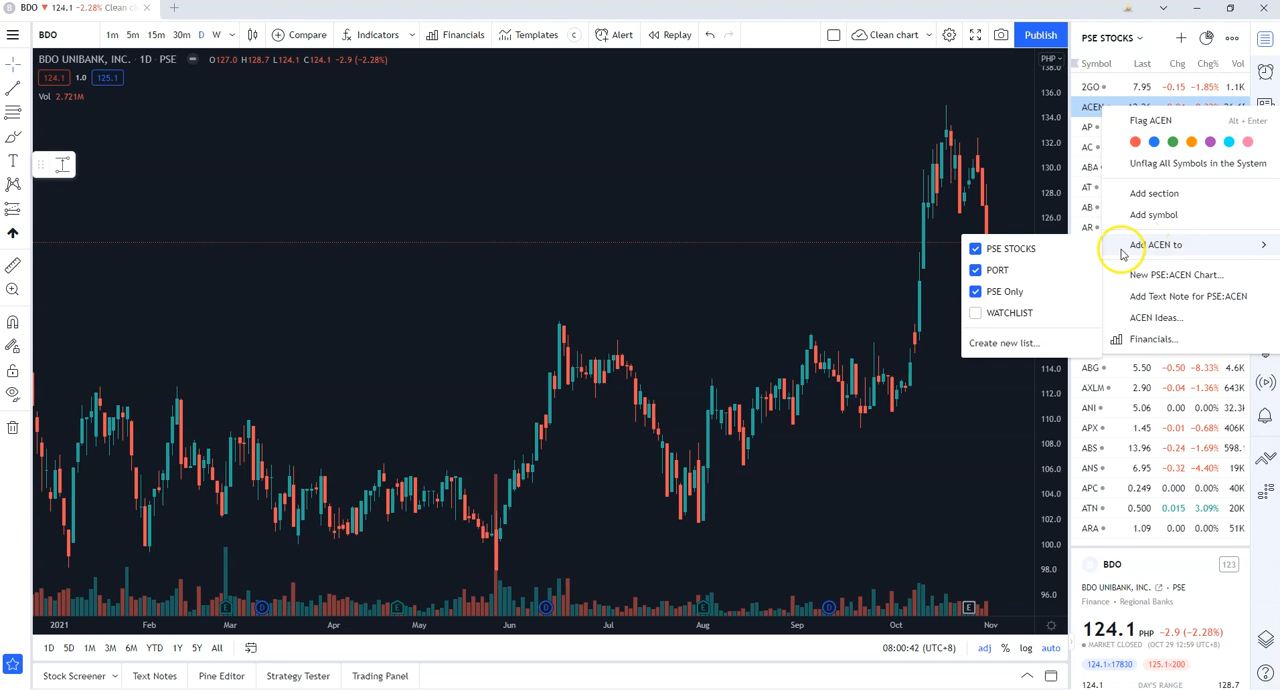 BDO ▼ 124.1 −2.28% Clean c
BDO 1m 5m 15m 30m D W Compare Indicators Financials Templates C Alert Replay Clean chart Publish
BDO UNIBANK, INC. · 1D · PSE O127.0 H128.7 L124.1 C124.1 −2.9 (−2.28%)
124.1 1.0 125.1
Vol 2.721M
PHP
138.0
136.0
134.0
132.0
130.0
128.0
126.0
114.0
112.0
110.0
108.0
106.0
104.0
102.0
100.0
98.0
96.0
E D E D E D E
2021 Feb Mar Apr May Jun Jul Aug Sep Oct Nov
1D 5D 1M 3M 6M YTD 1Y 5Y All 08:00:42 (UTC+8) adj % log auto
Stock Screener Text Notes Pine Editor Strategy Tester Trading Panel
PSE STOCKS
Symbol Last Chg Chg% Vol
2GO 7.95 −0.15 −1.85% 1.1K
ACEN
AP
AC
ABA
AT
AB
AR
Flag ACEN Alt + Enter
Unflag All Symbols in the System
Add section
Add symbol
Add ACEN to
New PSE:ACEN Chart...
Add Text Note for PSE:ACEN
ACEN Ideas...
Financials...
PSE STOCKS
PORT
PSE Only
WATCHLIST
Create new list...
ABG 5.50 −0.50 −8.33% 4.6K
AXLM 2.90 −0.04 −1.36% 643K
ANI 5.06 0.00 0.00% 32.3K
APX 1.45 −0.01 −0.68% 406K
ABS 13.96 −0.24 −1.69% 598.
ANS 6.95 −0.32 −4.40% 19K
APC 0.249 0.000 0.00% 40K
ATN 0.500 0.015 3.09% 20K
ARA 1.09 0.00 0.00% 51K
BDO 123
BDO UNIBANK, INC. · PSE
Finance · Regional Banks
124.1 PHP −2.9 (−2.28%)
MARKET CLOSED (OCT 29 12:59 UTC+8)
124.1×17830 125.1×200
124.1 DAY'S RANGE 128.7